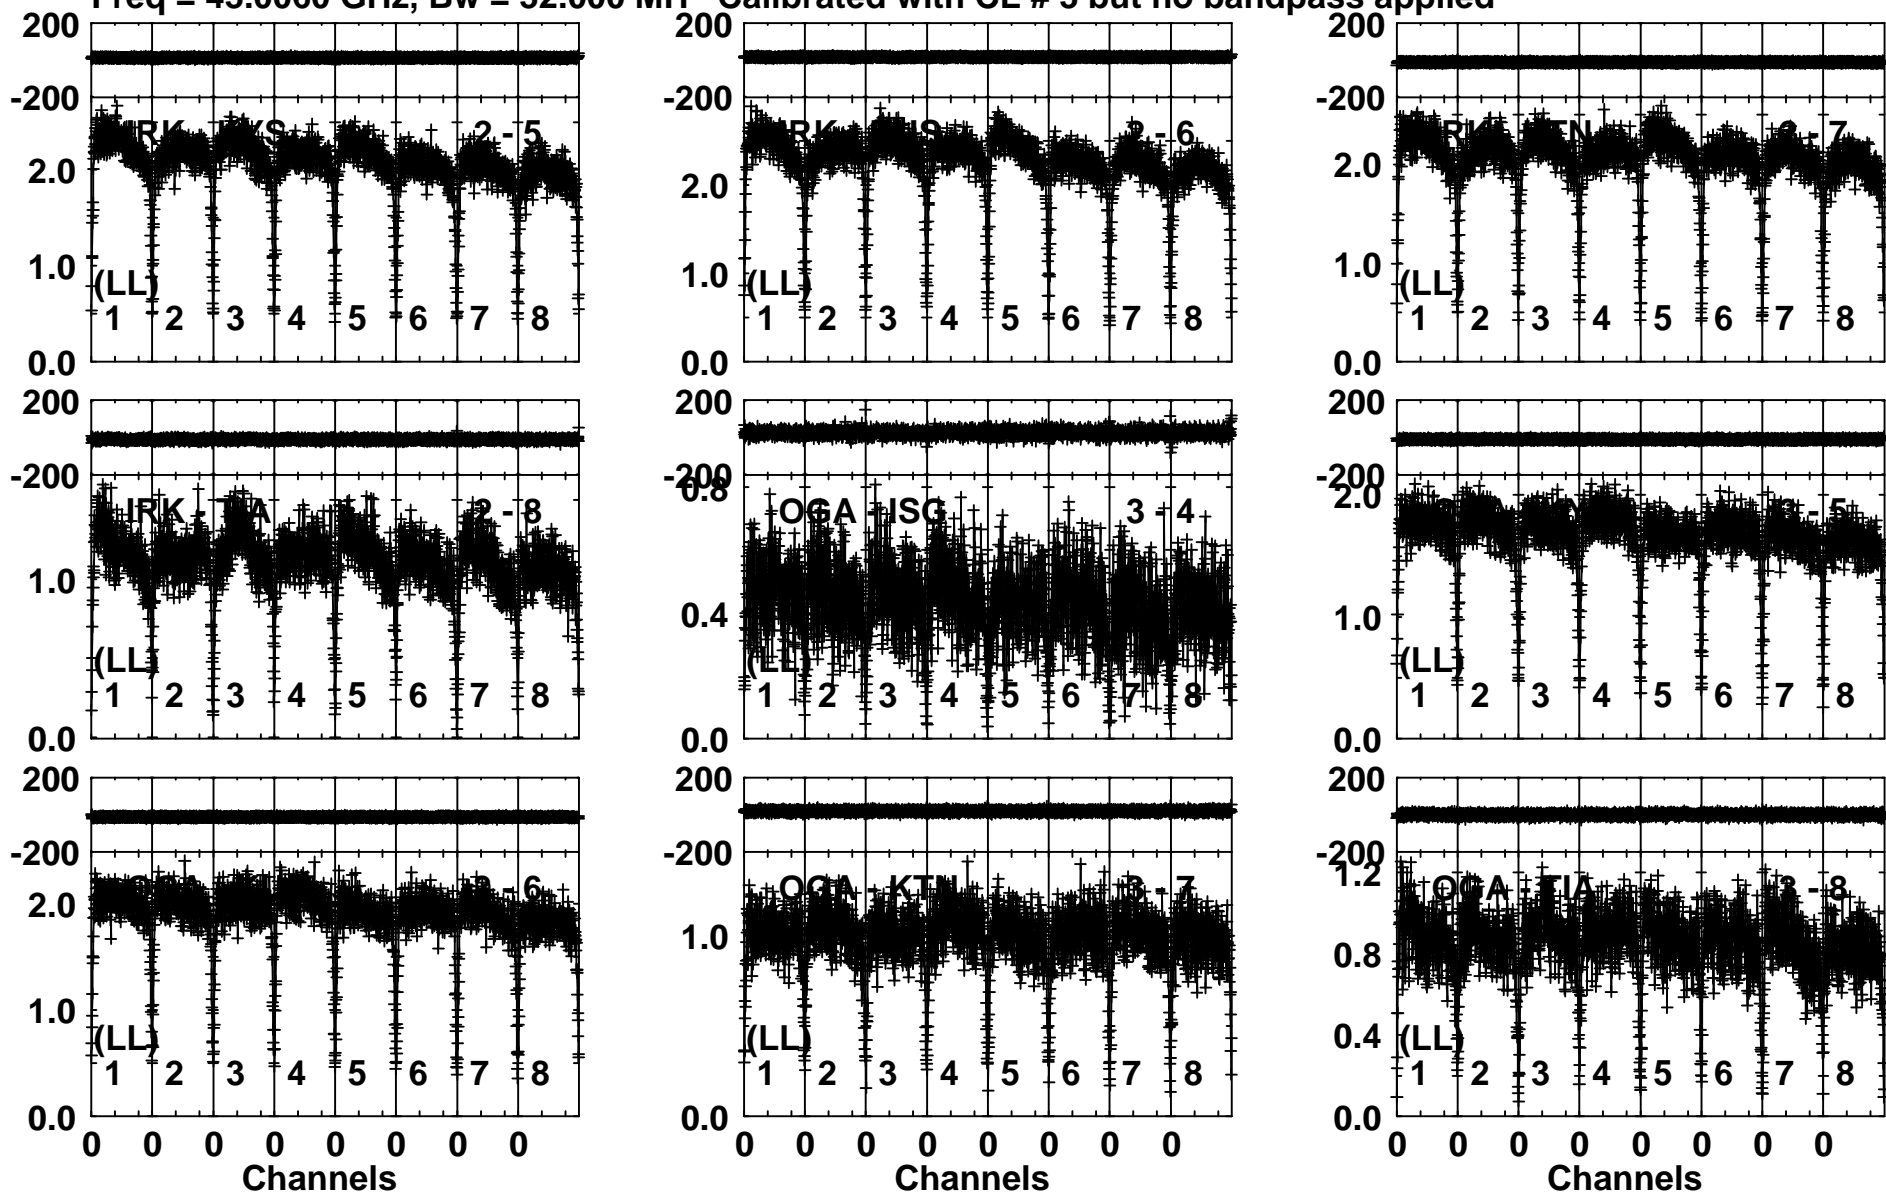 Freq = 43.0060 GHz, Bw = 32.000 MH Calibrated with CL # 3 but no bandpass applied
200 200 200
-200 -200 -200
IRK 2 - 5 IRK 2 - 6 2 - 7
2.0 2.0 2.0
1.0 1.0 1.0
(LL) (LL) (LL)
1 2 3 4 5 6 7 8 1 2 3 4 5 6 7 8 1 2 3 4 5 6 7 8
0.0 0.0 0.0
200 200 200
-200 -200 -200
0.8 2.0
IRK - TIA 2 - 8 OGA - ISG 3 - 4 3 - 5
1.0 0.4 1.0
(LL) (LL) (LL)
1 2 3 4 5 6 7 8 1 2 3 4 5 6 7 8 1 2 3 4 5 6 7 8
0.0 0.0 0.0
200 200 200
-200 -200 -200
1.2
OGA 3 - 6 OGA - KTN 3 - 7 OGA - TIA 3 - 8
2.0 1.0 0.8
1.0 0.4
(LL) (LL) (LL)
1 2 3 4 5 6 7 8 1 2 3 4 5 6 7 8 1 2 3 4 5 6 7 8
0.0 0.0 0.0
0 0 0 0 0 0 0 0 0 0 0 0 0 0 0 0 0 0 0 0 0 0 0 0
Channels Channels Channels